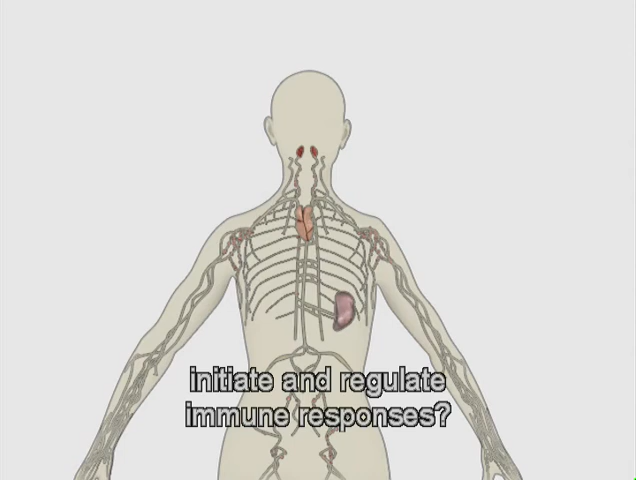 initiate and regulate
immune responses?